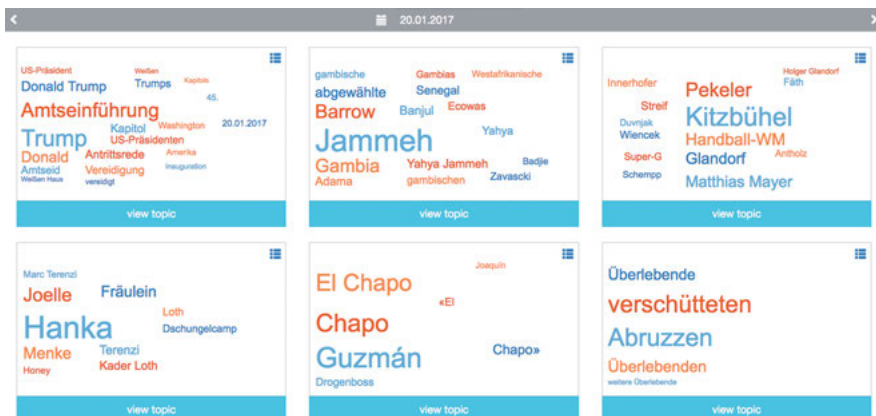 20.01.2017
US-Präsident Weißen
Donald Trump Trumps Kapitols
45.
Amtseinführung
Kapitol Washington 20.01.2017
Trump US-Präsidenten
Donald Antrittsrede Amerika
Amtseid Vereidigung Inauguration
Weißen Haus vereidigt
view topic
gambische Gambias Westafrikanische
abgewählte Senegal
Barrow Banjul Ecowas
Jammeh Yahya
Gambia Yahya Jammeh Badjie
Adama gambischen Zavascki
view topic
Holger Glandorf
Innerhofer Pekeler Fäth
Streif
Duvnjak Kitzbühel
Wiencek Handball-WM
Super-G Glandorf Antholz
Schempp Matthias Mayer
view topic
Marc Terenzi
Joelle Fräulein
Hanka Loth
Dschungelcamp
Menke Terenzi
Honey Kader Loth
view topic
Joaquín
El Chapo
«El
Chapo
Guzmán Chapo»
Drogenboss
view topic
Überlebende
verschütteten
Abruzzen
Überlebenden
weitere Überlebende
view topic